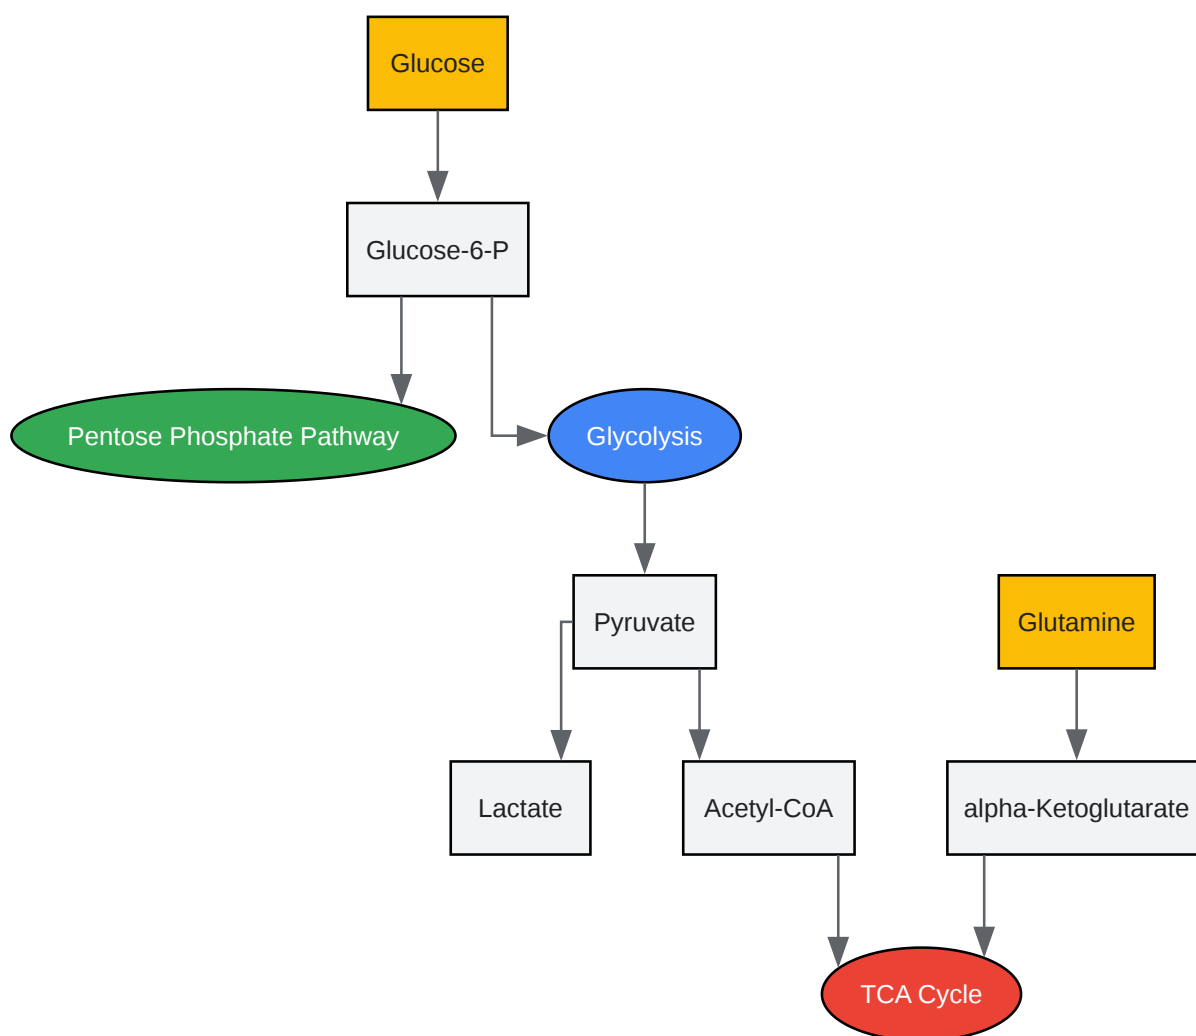 Glucose
Glucose-6-P
Pentose Phosphate Pathway
Glycolysis
Pyruvate
Glutamine
Lactate
Acetyl-CoA
alpha-Ketoglutarate
TCA Cycle